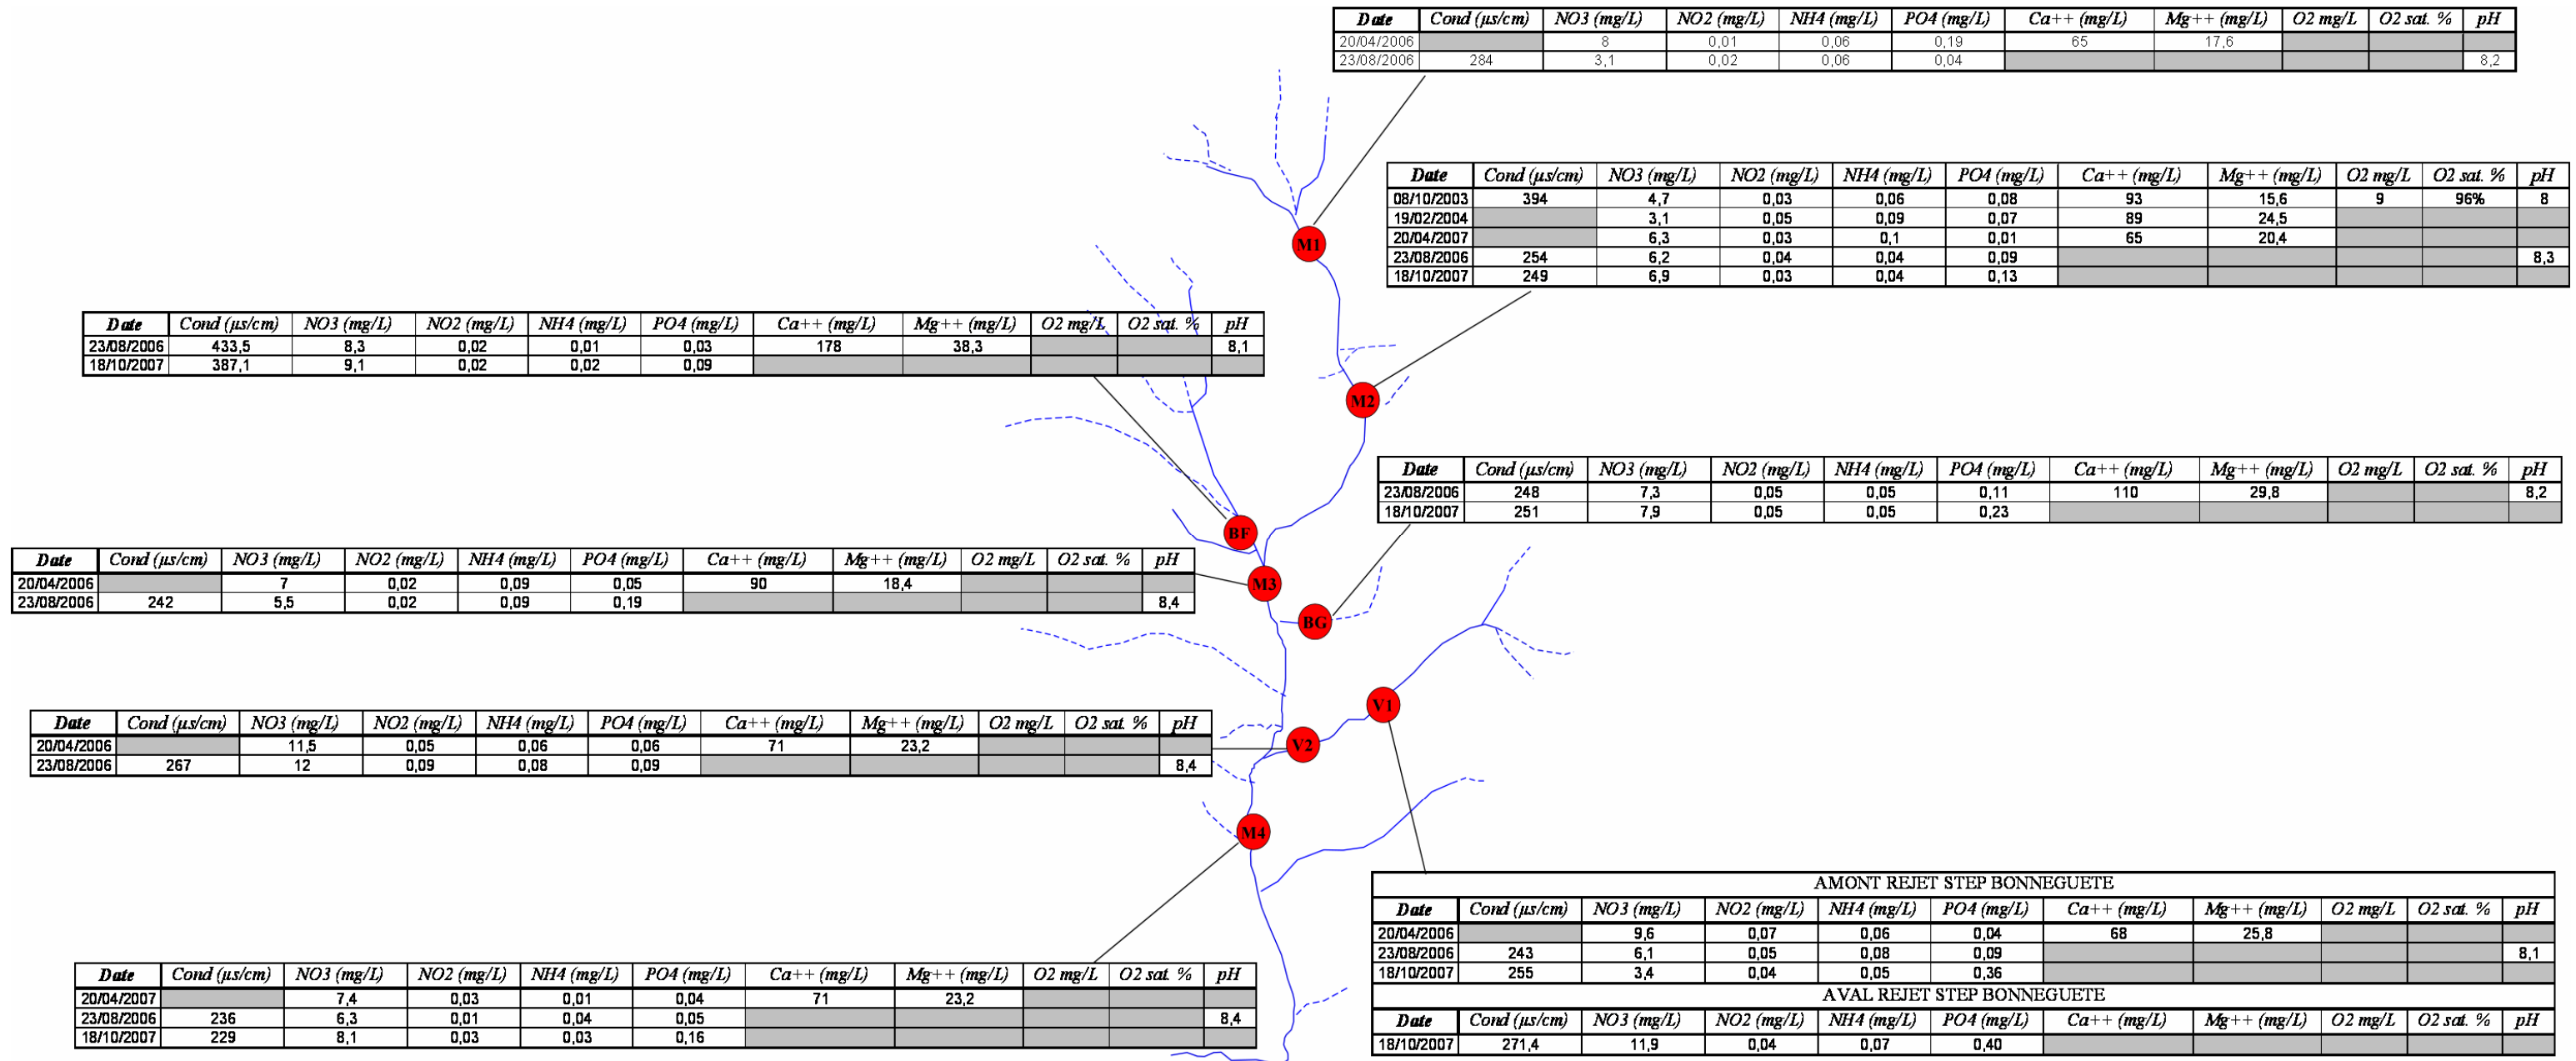 Date Cond (µs/cm) NO3 (mg/L) NO2 (mg/L) NH4 (mg/L) PO4 (mg/L) Ca++ (mg/L) Mg++ (mg/L) O2 mg/L O2 sat. % pH
20/04/2006 8 0,01 0,06 0,19 65 17,6
23/08/2006 284 3,1 0,02 0,06 0,04 8,2
M1
Date Cond (µs/cm) NO3 (mg/L) NO2 (mg/L) NH4 (mg/L) PO4 (mg/L) Ca++ (mg/L) Mg++ (mg/L) O2 mg/L O2 sat. % pH
08/10/2003 394 4,7 0,03 0,06 0,08 93 15,6 9 96% 8
19/02/2004 3,1 0,05 0,09 0,07 89 24,5
20/04/2007 6,3 0,03 0,1 0,01 65 20,4
23/08/2006 254 6,2 0,04 0,04 0,09 8,3
18/10/2007 249 6,9 0,03 0,04 0,13
M2
Date Cond (µs/cm) NO3 (mg/L) NO2 (mg/L) NH4 (mg/L) PO4 (mg/L) Ca++ (mg/L) Mg++ (mg/L) O2 mg/L O2 sat. % pH
23/08/2006 433,5 8,3 0,02 0,01 0,03 178 38,3 8,1
18/10/2007 387,1 9,1 0,02 0,02 0,09
BF
Date Cond (µs/cm) NO3 (mg/L) NO2 (mg/L) NH4 (mg/L) PO4 (mg/L) Ca++ (mg/L) Mg++ (mg/L) O2 mg/L O2 sat. % pH
23/08/2006 248 7,3 0,05 0,05 0,11 110 29,8 8,2
18/10/2007 251 7,9 0,05 0,05 0,23
BG
Date Cond (µs/cm) NO3 (mg/L) NO2 (mg/L) NH4 (mg/L) PO4 (mg/L) Ca++ (mg/L) Mg++ (mg/L) O2 mg/L O2 sat. % pH
20/04/2006 7 0,02 0,09 0,05 90 18,4
23/08/2006 242 5,5 0,02 0,09 0,19 8,4
M3
Date Cond (µs/cm) NO3 (mg/L) NO2 (mg/L) NH4 (mg/L) PO4 (mg/L) Ca++ (mg/L) Mg++ (mg/L) O2 mg/L O2 sat. % pH
20/04/2006 11,5 0,05 0,06 0,06 71 23,2
23/08/2006 267 12 0,09 0,08 0,09 8,4
V2
V1
M4
AMONT REJET STEP BONNEGUETE
Date Cond (µs/cm) NO3 (mg/L) NO2 (mg/L) NH4 (mg/L) PO4 (mg/L) Ca++ (mg/L) Mg++ (mg/L) O2 mg/L O2 sat. % pH
20/04/2006 9,6 0,07 0,06 0,04 68 25,8
23/08/2006 243 6,1 0,05 0,08 0,09 8,1
18/10/2007 255 3,4 0,04 0,05 0,36
AVAL REJET STEP BONNEGUETE
Date Cond (µs/cm) NO3 (mg/L) NO2 (mg/L) NH4 (mg/L) PO4 (mg/L) Ca++ (mg/L) Mg++ (mg/L) O2 mg/L O2 sat. % pH
18/10/2007 271,4 11,9 0,04 0,07 0,40
Date Cond (µs/cm) NO3 (mg/L) NO2 (mg/L) NH4 (mg/L) PO4 (mg/L) Ca++ (mg/L) Mg++ (mg/L) O2 mg/L O2 sat. % pH
20/04/2007 7,4 0,03 0,01 0,04 71 23,2
23/08/2006 236 6,3 0,01 0,04 0,05 8,4
18/10/2007 229 8,1 0,03 0,03 0,16